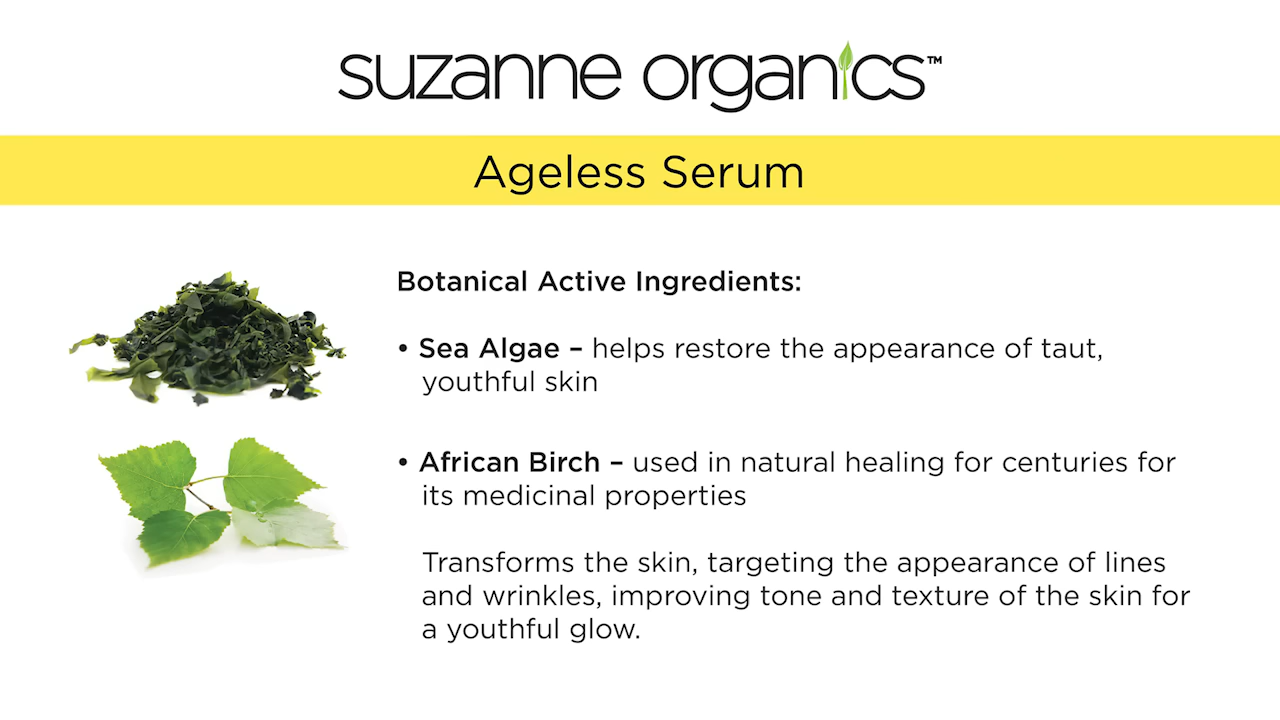 suzanne organics™
Ageless Serum
Botanical Active Ingredients:
• Sea Algae – helps restore the appearance of taut,
youthful skin
• African Birch – used in natural healing for centuries for
its medicinal properties
Transforms the skin, targeting the appearance of lines
and wrinkles, improving tone and texture of the skin for
a youthful glow.